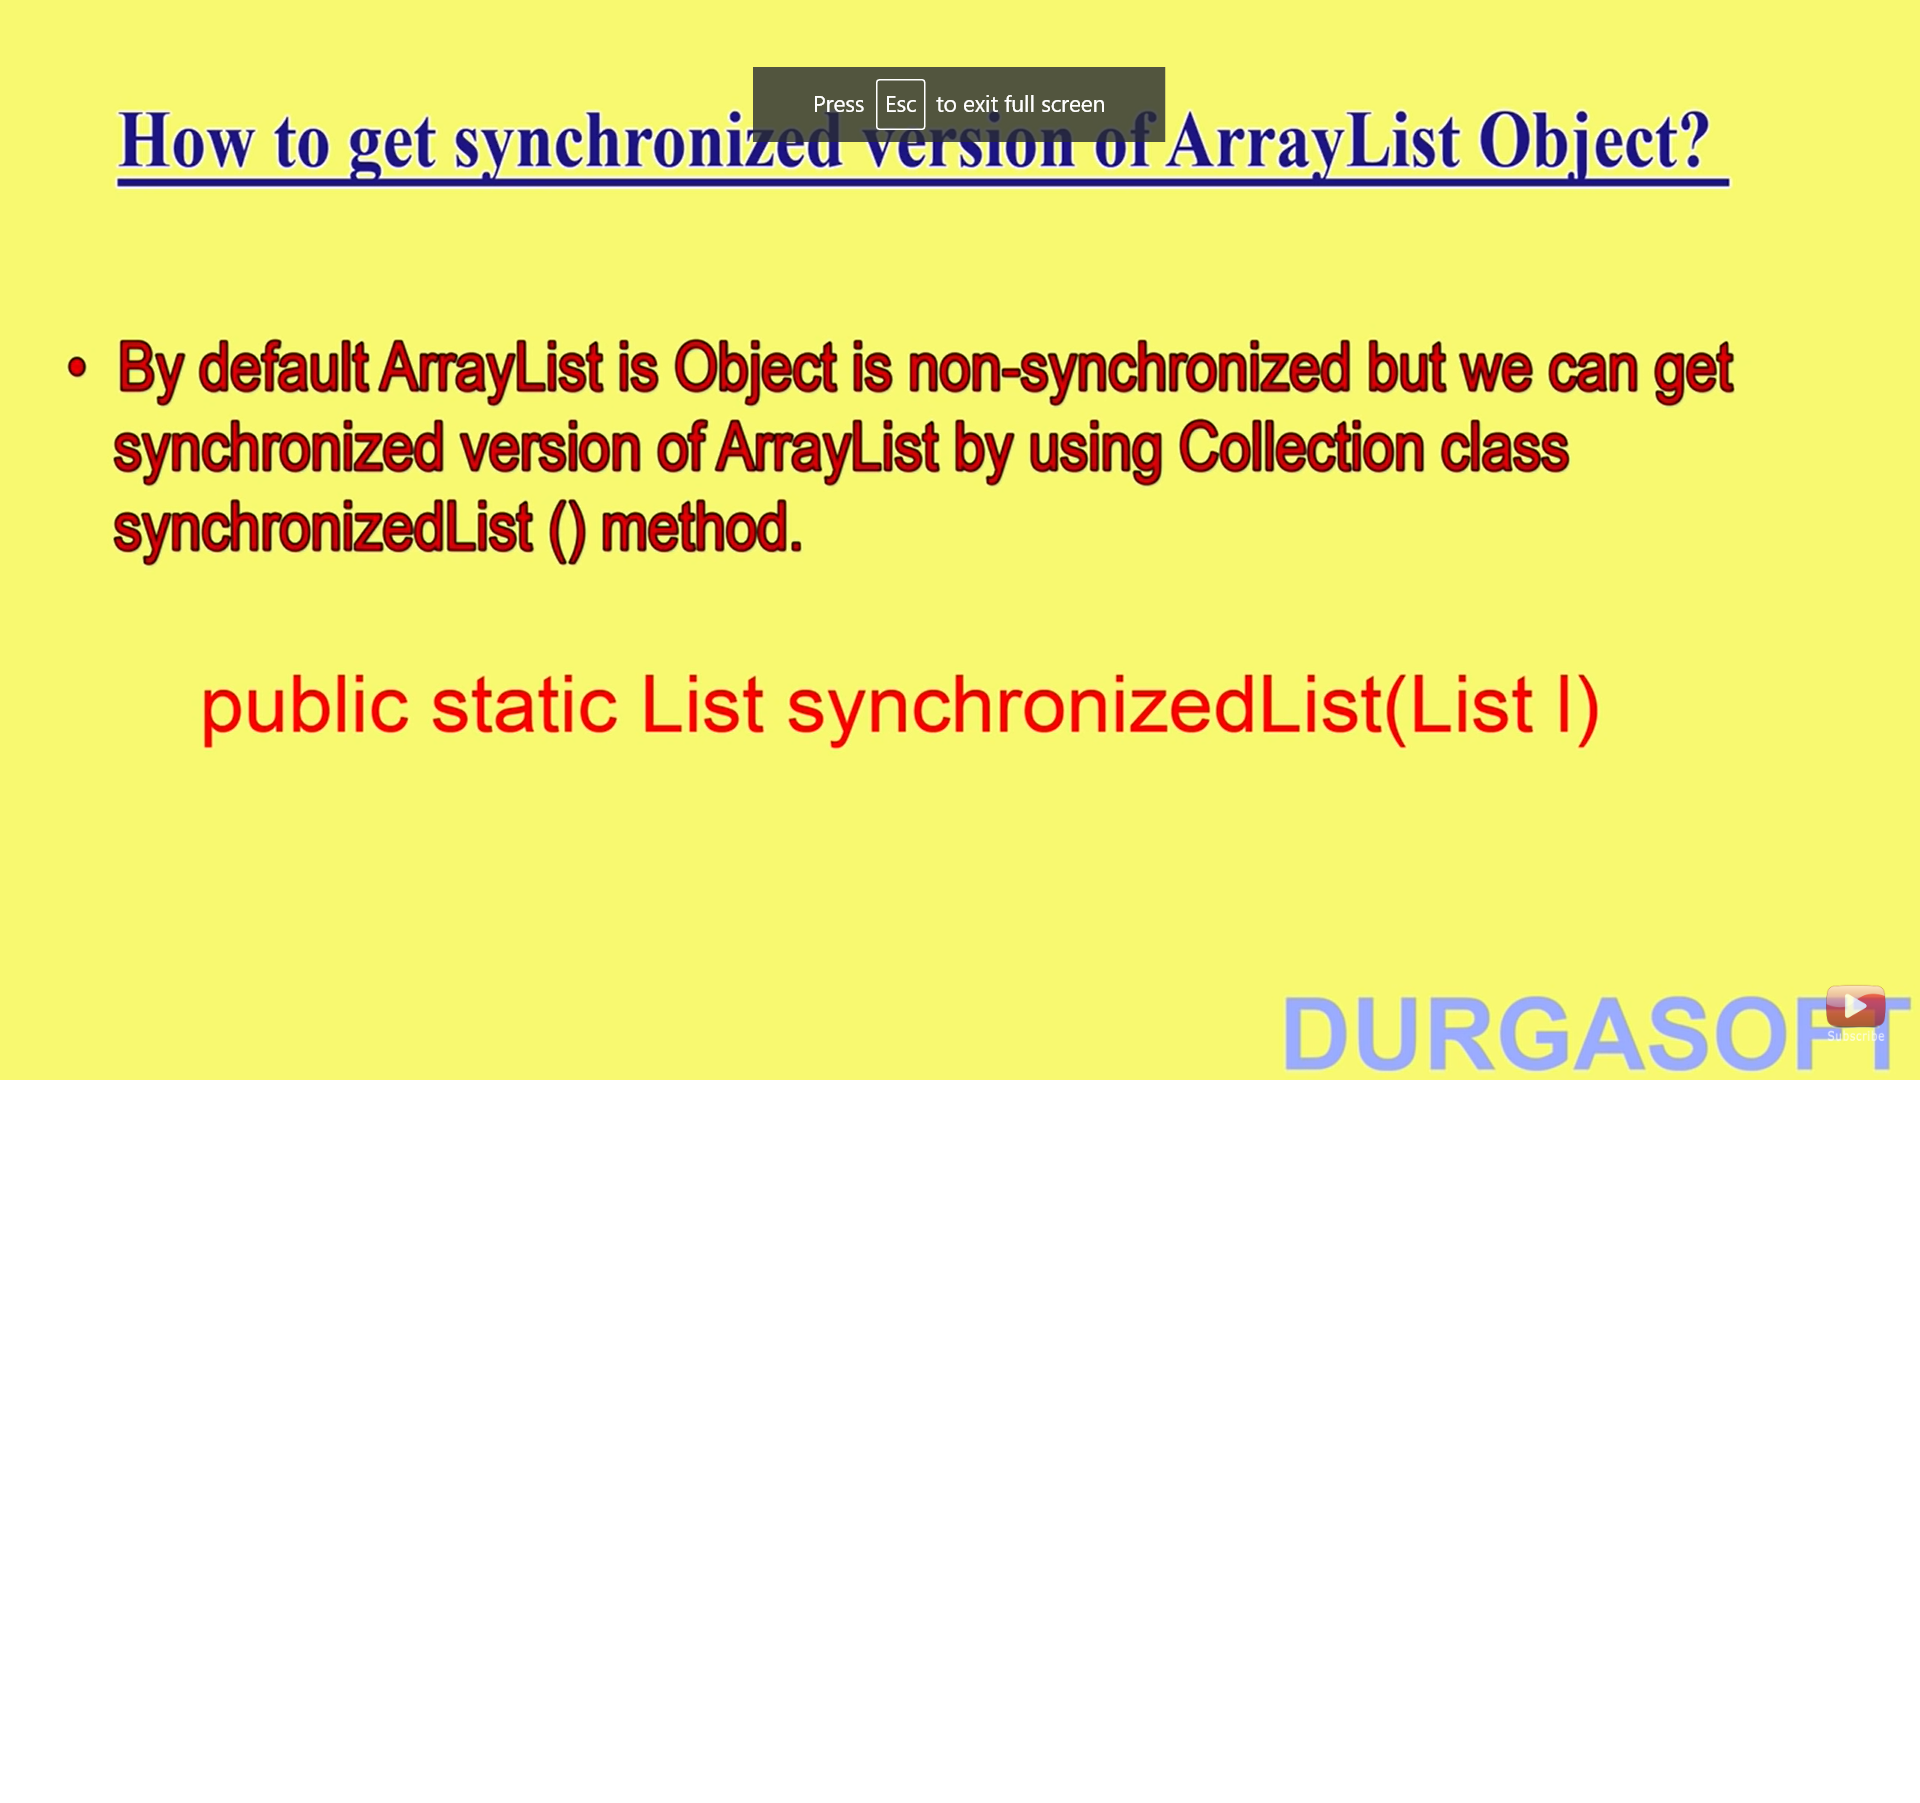 Press Esc to exit full screen
How to get synchronized version of ArrayList Object?
• By default ArrayList is Object is non-synchronized but we can get
synchronized version of ArrayList by using Collection class
synchronizedList () method.
public static List synchronizedList(List l)
DURGASOFT
Subscribe